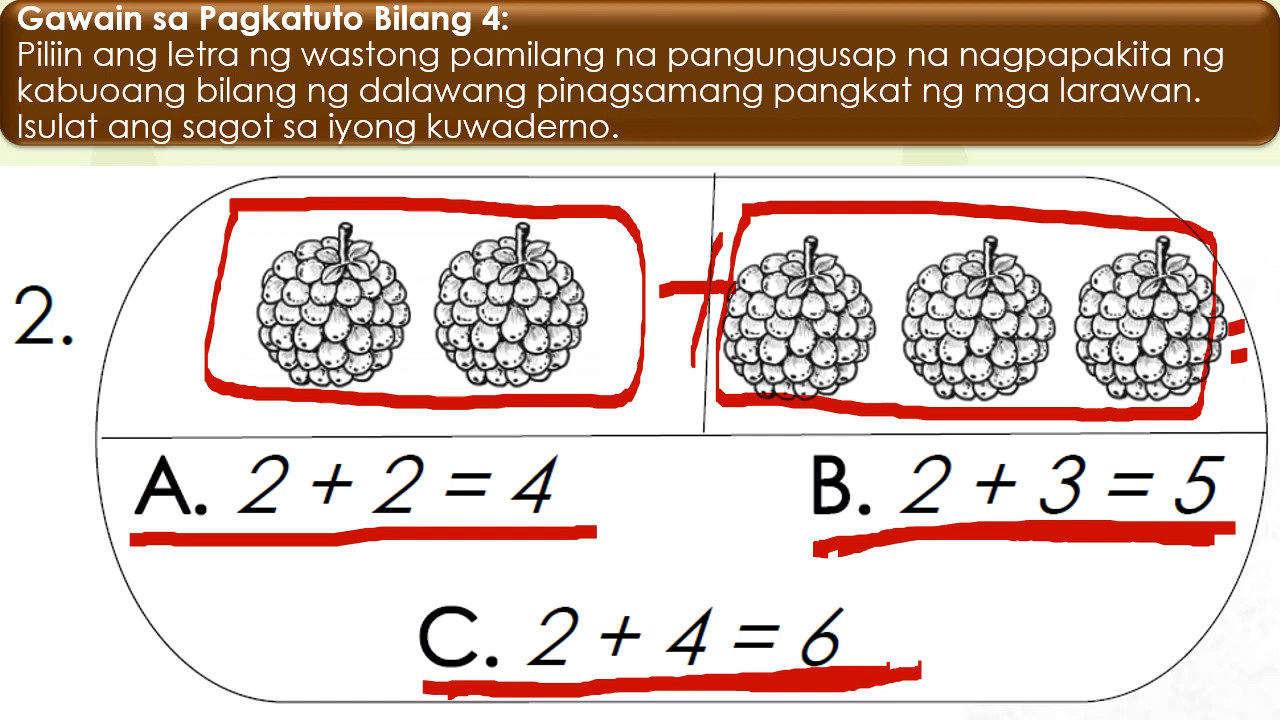 Gawain sa Pagkatuto Bilang 4:
Piliin ang letra ng wastong pamilang na pangungusap na nagpapakita ng
kabuoang bilang ng dalawang pinagsamang pangkat ng mga larawan.
Isulat ang sagot sa iyong kuwaderno.
2.
+ =
A. 2 + 2 = 4
B. 2 + 3 = 5
C. 2 + 4 = 6